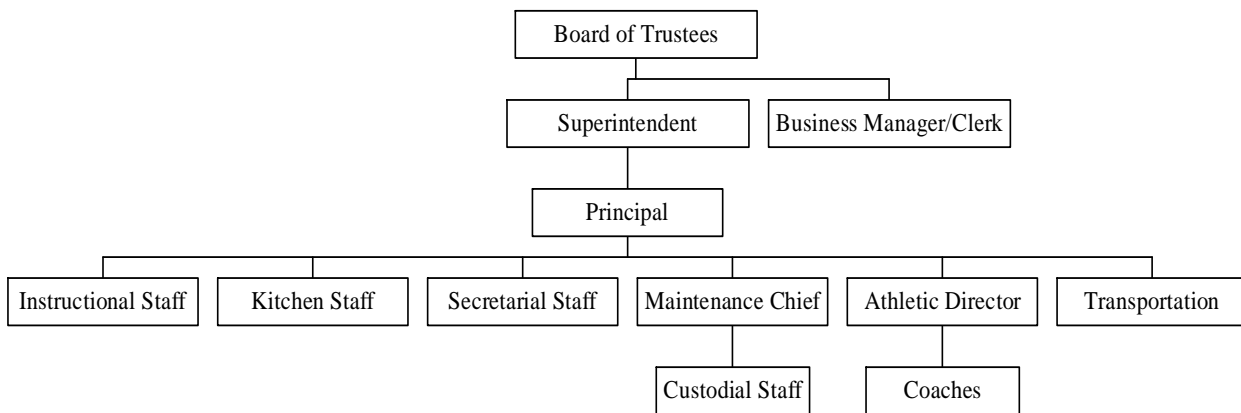 Board of Trustees
Superintendent
Business Manager/Clerk
Principal
Instructional Staff
Kitchen Staff
Secretarial Staff
Maintenance Chief
Athletic Director
Transportation
Custodial Staff
Coaches